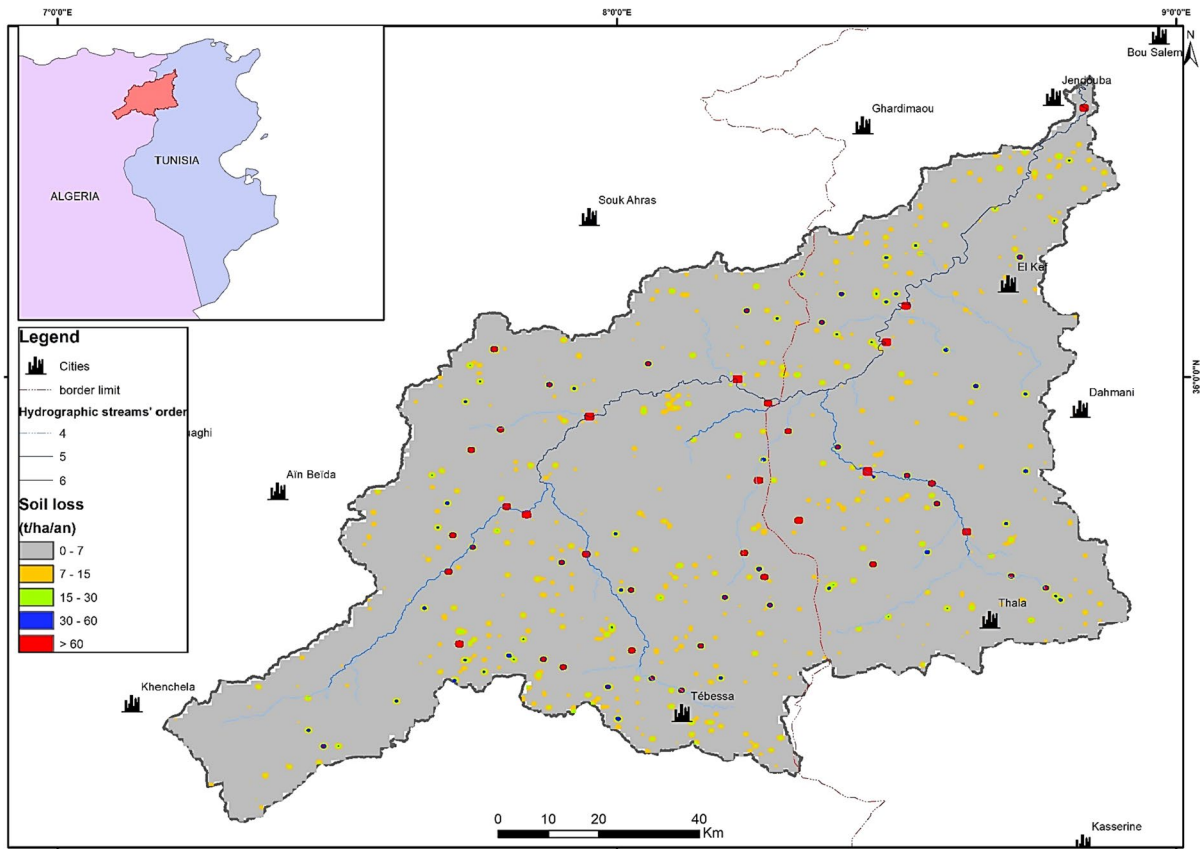 7°0'0"E
8°0'0"E
9°0'0"E
N
Bou Salem
Jendouba
Ghardimaou
TUNISIA
ALGERIA
Souk Ahras
El Kef
Legend
Cities
border limit
Hydrographic streams' order
4
5
6
Soil loss
(t/ha/an)
0 - 7
7 - 15
15 - 30
30 - 60
> 60
36°0'0"N
Dahmani
aghi
Aïn Beïda
Thala
Khenchela
Tébessa
0
10
20
40
Km
Kasserine